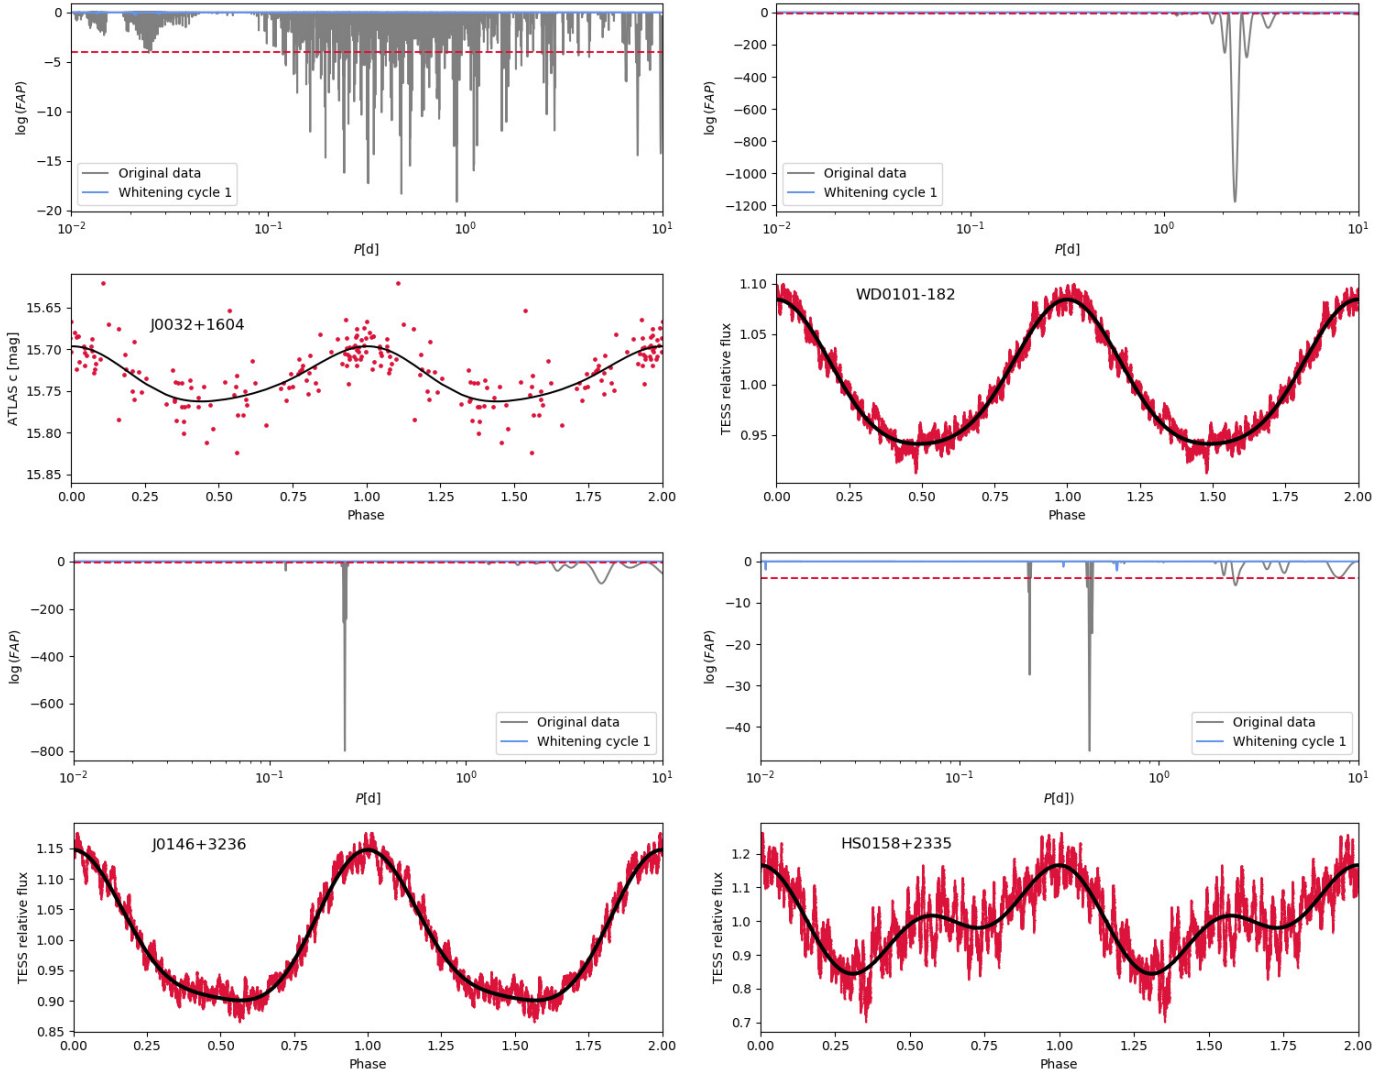 0
−5
−10
−15
−20
log (FAP)
Original data
Whitening cycle 1
10⁻² 10⁻¹ 10⁰ 10¹
P[d]
0
−200
−400
−600
−800
−1000
−1200
log (FAP)
Original data
Whitening cycle 1
10⁻² 10⁻¹ 10⁰ 10¹
P[d]
15.65
15.70
15.75
15.80
15.85
ATLAS c [mag]
J0032+1604
0.00 0.25 0.50 0.75 1.00 1.25 1.50 1.75 2.00
Phase
1.10
1.05
1.00
0.95
TESS relative flux
WD0101-182
0.00 0.25 0.50 0.75 1.00 1.25 1.50 1.75 2.00
Phase
0
−200
−400
−600
−800
log (FAP)
Original data
Whitening cycle 1
10⁻² 10⁻¹ 10⁰ 10¹
P[d]
0
−10
−20
−30
−40
log (FAP)
Original data
Whitening cycle 1
10⁻² 10⁻¹ 10⁰ 10¹
P[d])
1.15
1.10
1.05
1.00
0.95
0.90
0.85
TESS relative flux
J0146+3236
0.00 0.25 0.50 0.75 1.00 1.25 1.50 1.75 2.00
Phase
1.2
1.1
1.0
0.9
0.8
0.7
TESS relative flux
HS0158+2335
0.00 0.25 0.50 0.75 1.00 1.25 1.50 1.75 2.00
Phase